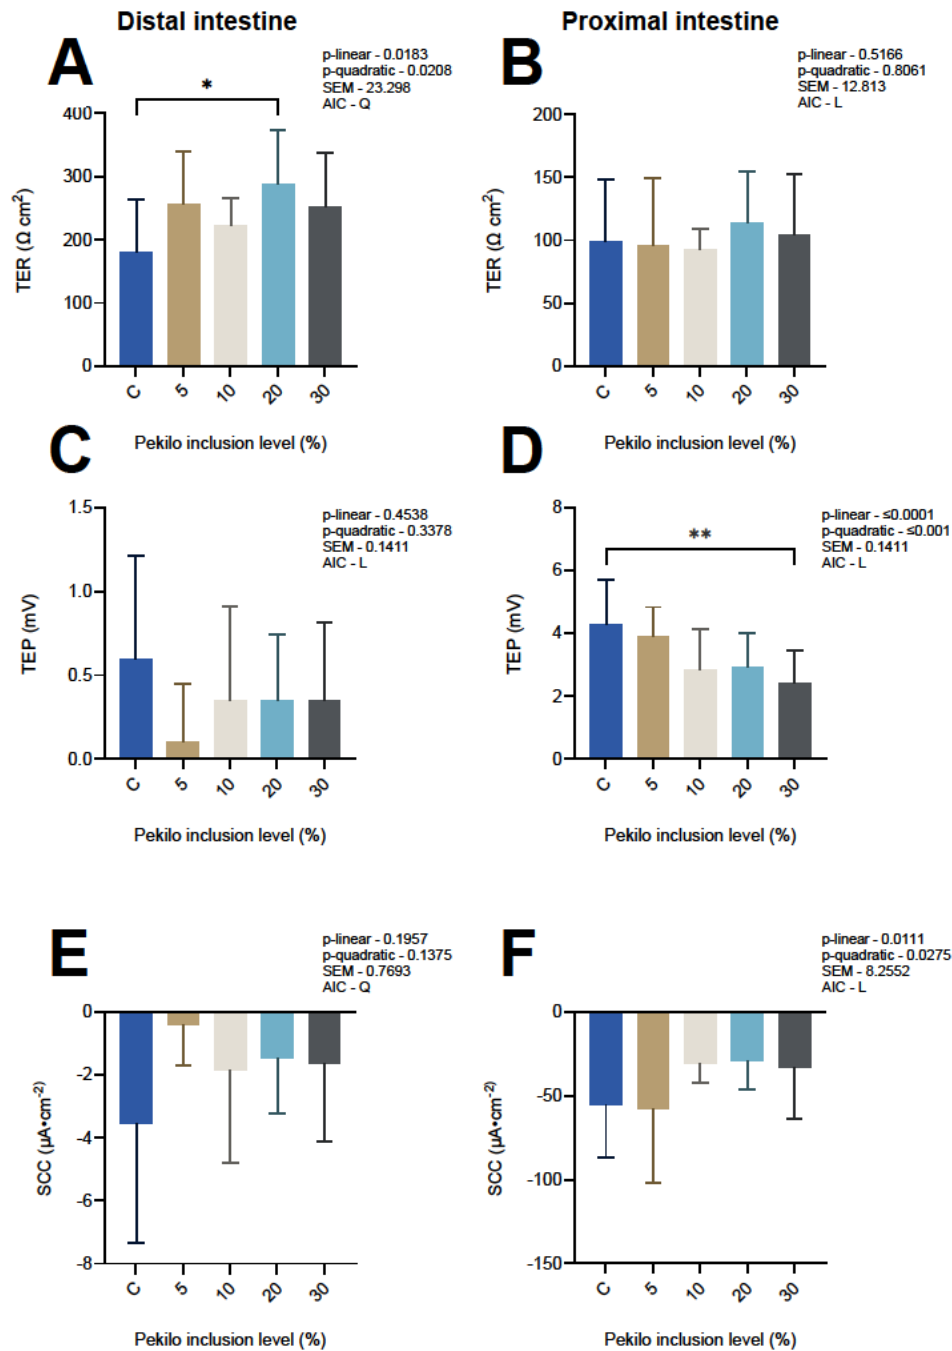 Distal intestine
Proximal intestine
A
p-linear - 0.0183
p-quadratic - 0.0208
SEM - 23.298
AIC - Q
*
TER (Ω cm²)
400
300
200
100
0
C
5
10
20
30
Pekilo inclusion level (%)
B
p-linear - 0.5166
p-quadratic - 0.8061
SEM - 12.813
AIC - L
TER (Ω cm²)
200
150
100
50
0
C
5
10
20
30
Pekilo inclusion level (%)
C
p-linear - 0.4538
p-quadratic - 0.3378
SEM - 0.1411
AIC - L
TEP (mV)
1.5
1.0
0.5
0.0
C
5
10
20
30
Pekilo inclusion level (%)
D
p-linear - ≤0.0001
p-quadratic - ≤0.001
SEM - 0.1411
AIC - L
**
TEP (mV)
8
6
4
2
0
C
5
10
20
30
Pekilo inclusion level (%)
E
p-linear - 0.1957
p-quadratic - 0.1375
SEM - 0.7693
AIC - Q
SCC (µA•cm⁻²)
0
-2
-4
-6
-8
C
5
10
20
30
Pekilo inclusion level (%)
F
p-linear - 0.0111
p-quadratic - 0.0275
SEM - 8.2552
AIC - L
SCC (µA•cm⁻²)
0
-50
-100
-150
C
5
10
20
30
Pekilo inclusion level (%)